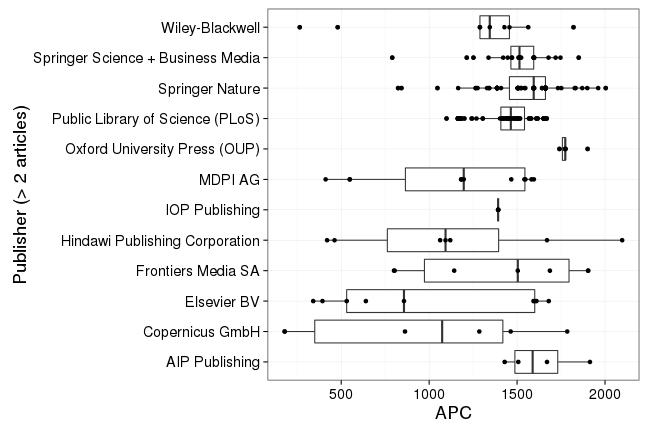 Publisher (> 2 articles)
Wiley-Blackwell
Springer Science + Business Media
Springer Nature
Public Library of Science (PLoS)
Oxford University Press (OUP)
MDPI AG
IOP Publishing
Hindawi Publishing Corporation
Frontiers Media SA
Elsevier BV
Copernicus GmbH
AIP Publishing
500 1000 1500 2000
APC